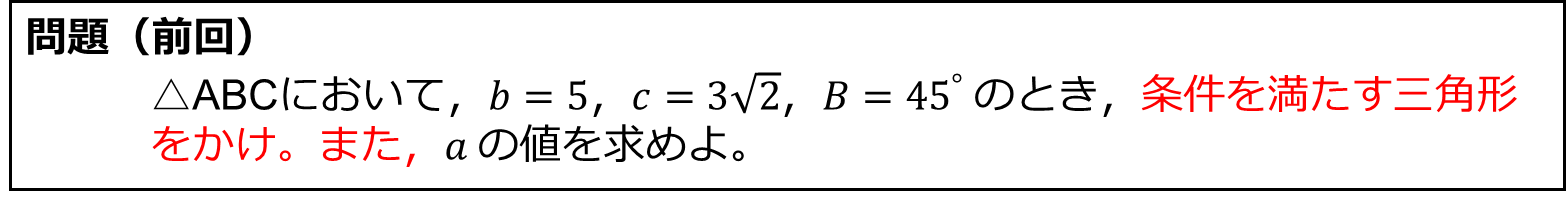 問題（前回）
△ABCにおいて，b = 5，c = 3√2，B = 45° のとき，条件を満たす三角形
をかけ。また，a の値を求めよ。